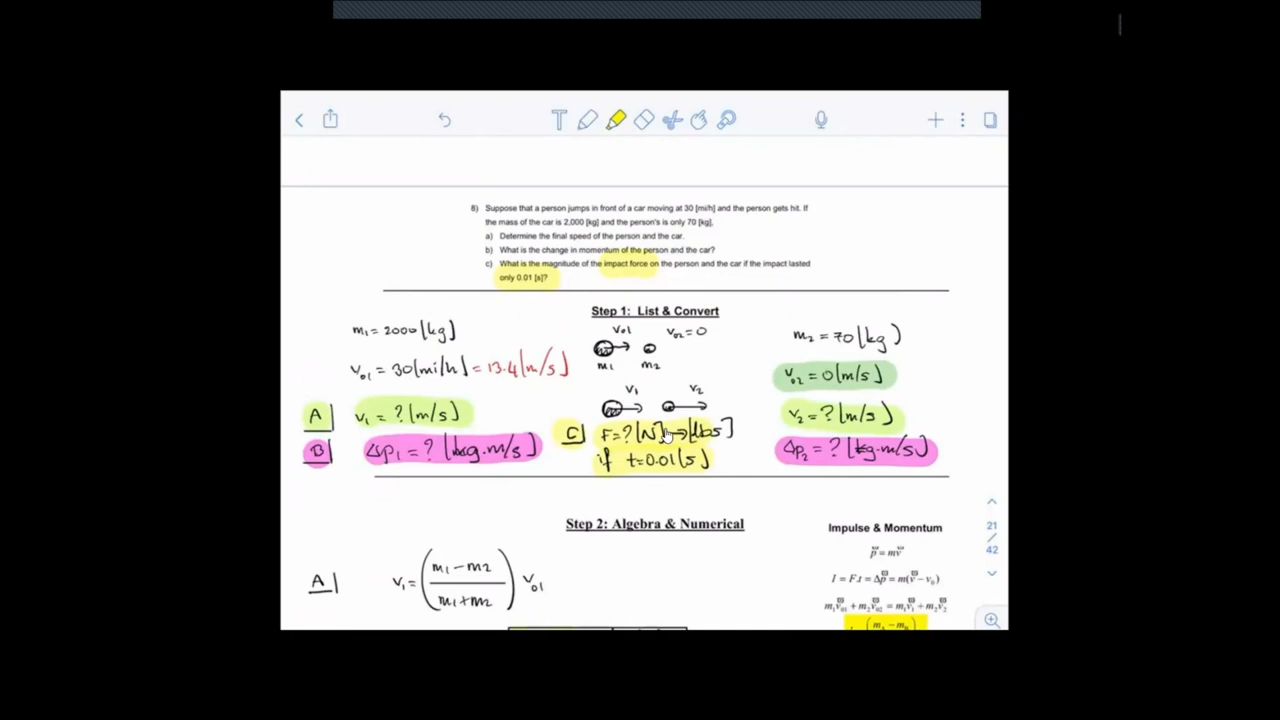 8) Suppose that a person jumps in front of a car moving at 30 [mi/h] and the person gets hit. If
the mass of the car is 2,000 [kg] and the person's is only 70 [kg],
a) Determine the final speed of the person and the car.
b) What is the change in momentum of the person and the car?
c) What is the magnitude of the impact force on the person and the car if the impact lasted
only 0.01 [s]?
Step 1: List & Convert
m1 = 2000 [kg]
v01 = 30 [mi/h] = 13.4 [m/s]
A v1 = ? [m/s]
B Δp1 = ? [kg·m/s]
v01 v02 = 0
m1 m2
v1 v2
C F = ? [N] → [lbs]
if t = 0.01 (s)
m2 = 70 (kg)
v02 = 0 [m/s]
v2 = ? [m/s]
Δp2 = ? [kg·m/s]
Step 2: Algebra & Numerical
A v1 = (m1 - m2 / m1 + m2) v01
Impulse & Momentum
p = mv
I = F.t = Δp = m(v - v0)
m1v01 + m2v02 = m1v1 + m2v2
21
/
42